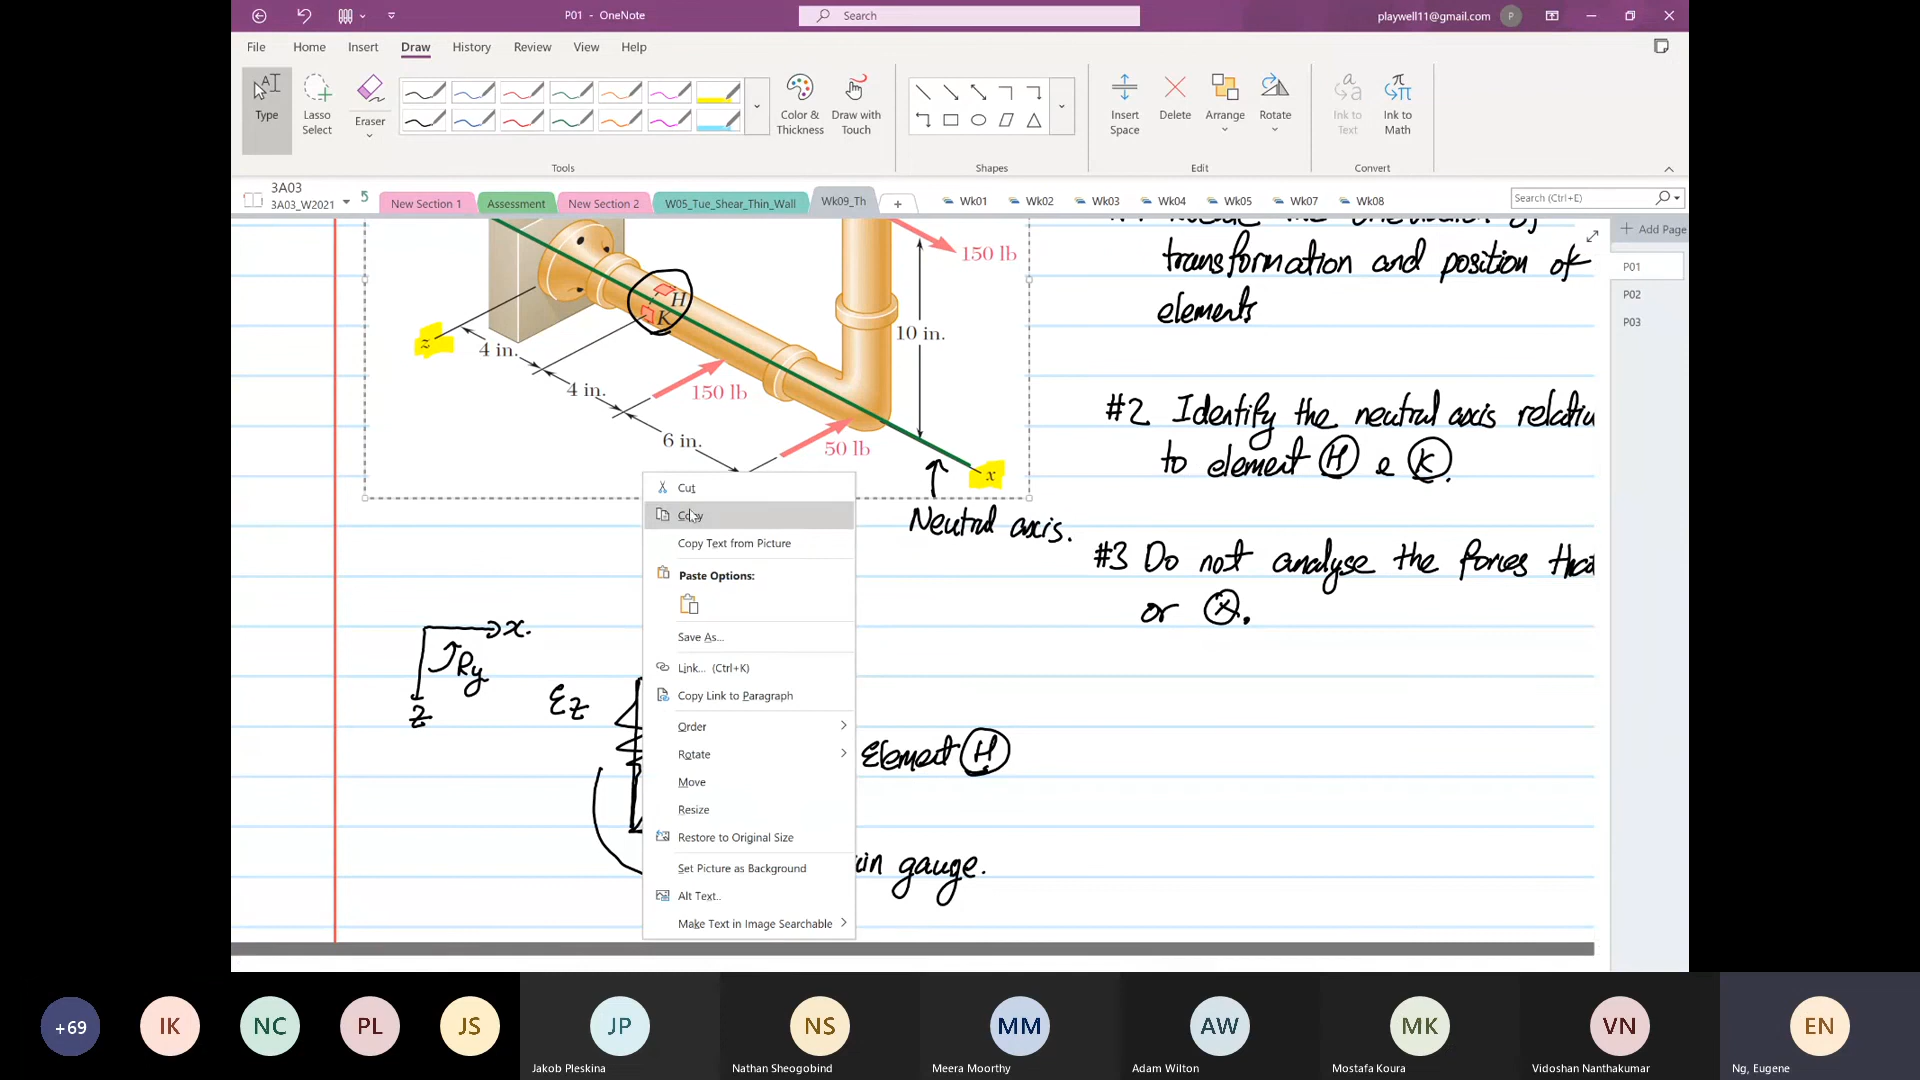 P01 - OneNote
Search
playwell11@gmail.com
P
File
Home
Insert
Draw
History
Review
View
Help
Type
Lasso Select
Eraser
Color & Thickness
Draw with Touch
Insert Space
Delete
Arrange
Rotate
Ink to Text
Ink to Math
Tools
Shapes
Edit
Convert
3A03
3A03_W2021
New Section 1
Assessment
New Section 2
W05_Tue_Shear_Thin_Wall
Wk09_Th
Wk01
Wk02
Wk03
Wk04
Wk05
Wk07
Wk08
Search (Ctrl+E)
Add Page
P01
P02
P03
150 lb
H
K
z
4 in.
10 in.
4 in.
150 lb
6 in.
50 lb
x
transformation and position of
elements
#2 Identify the neutral axis relativ
to element H e K.
Neutral axis.
#3 Do not analyse the forces that
or x.
Cut
Copy
Copy Text from Picture
Paste Options:
Save As...
Link... (Ctrl+K)
Copy Link to Paragraph
Order
Rotate
Move
Resize
Restore to Original Size
Set Picture as Background
Alt Text..
Make Text in Image Searchable
x.
Ry
z
Ɛz
Element H
gauge.
+69
IK
NC
PL
JS
JP
NS
MM
AW
MK
VN
EN
Jakob Pleskina
Nathan Sheogobind
Meera Moorthy
Adam Wilton
Mostafa Koura
Vidoshan Nanthakumar
Ng, Eugene